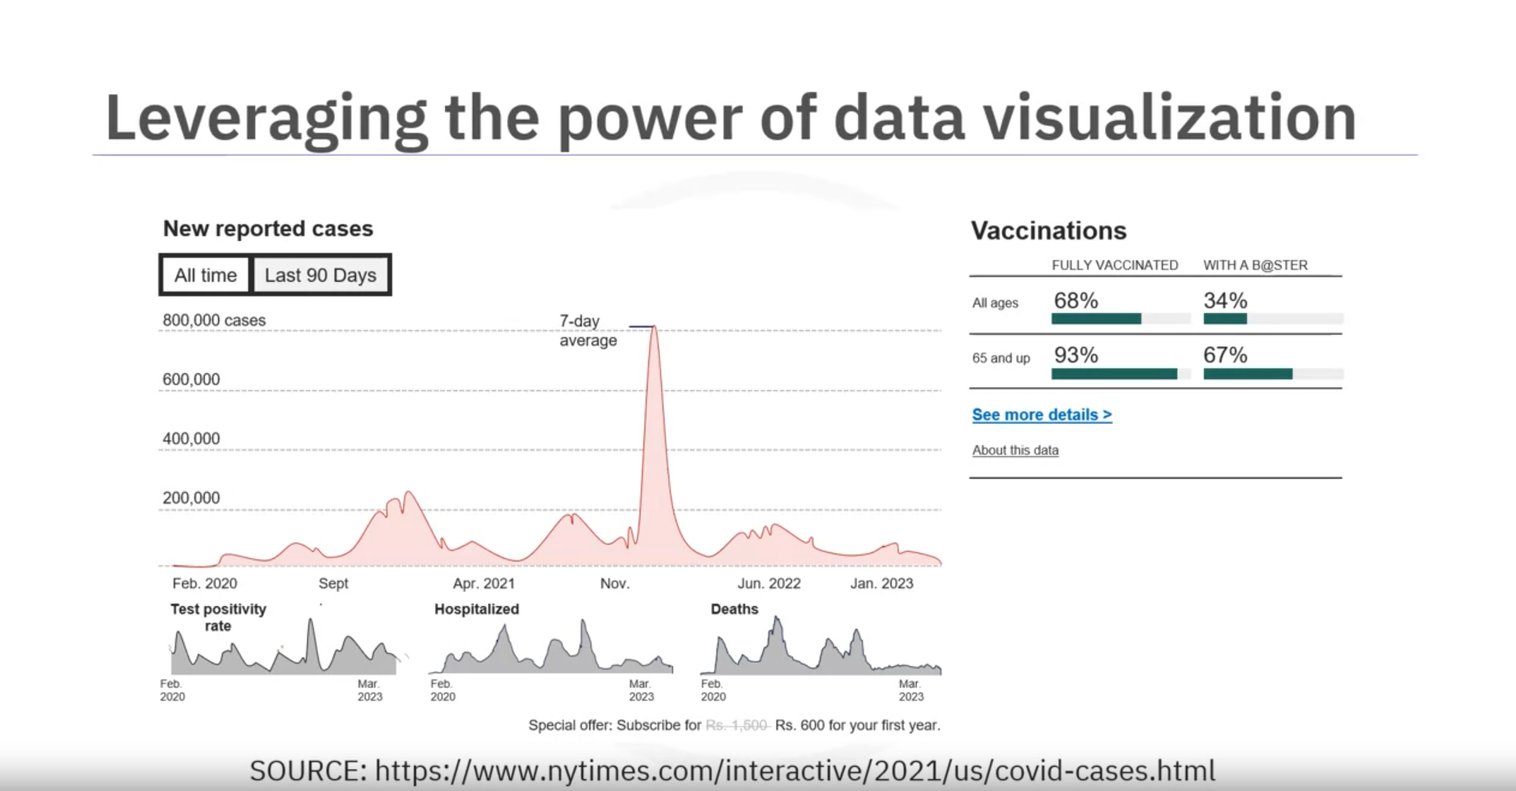 Leveraging the power of data visualization
New reported cases
All time
Last 90 Days
800,000 cases
600,000
400,000
200,000
7-day
average
Feb. 2020
Sept
Apr. 2021
Nov.
Jun. 2022
Jan. 2023
Test positivity
rate
Feb.
2020
Mar.
2023
Hospitalized
Feb.
2020
Mar.
2023
Deaths
Feb.
2020
Mar.
2023
Special offer: Subscribe for Rs. 1,500 Rs. 600 for your first year.
Vaccinations
FULLY VACCINATED WITH A B@STER
All ages 68% 34%
65 and up 93% 67%
See more details >
About this data
SOURCE: https://www.nytimes.com/interactive/2021/us/covid-cases.html